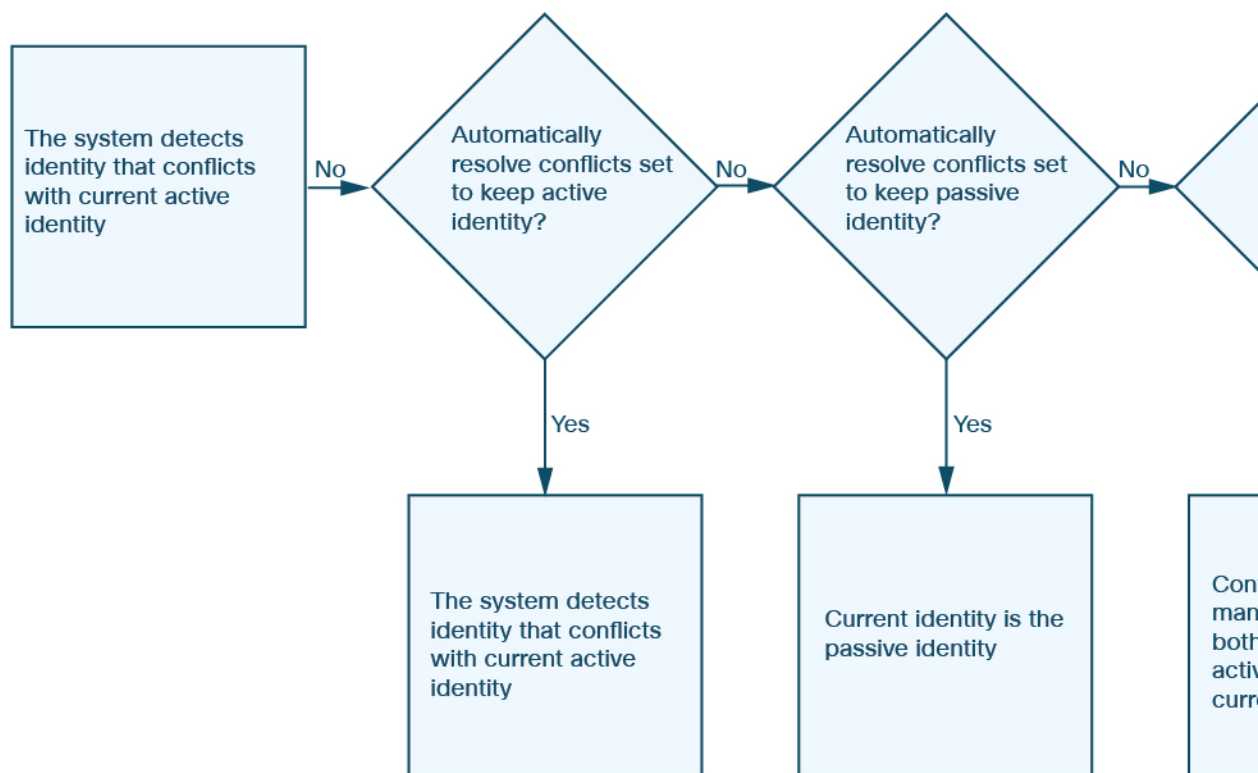 The system detects
identity that conflicts
with current active
identity
No
Automatically
resolve conflicts set
to keep active
identity?
No
Automatically
resolve conflicts set
to keep passive
identity?
No
Yes
Yes
The system detects
identity that conflicts
with current active
identity
Current identity is the
passive identity
both